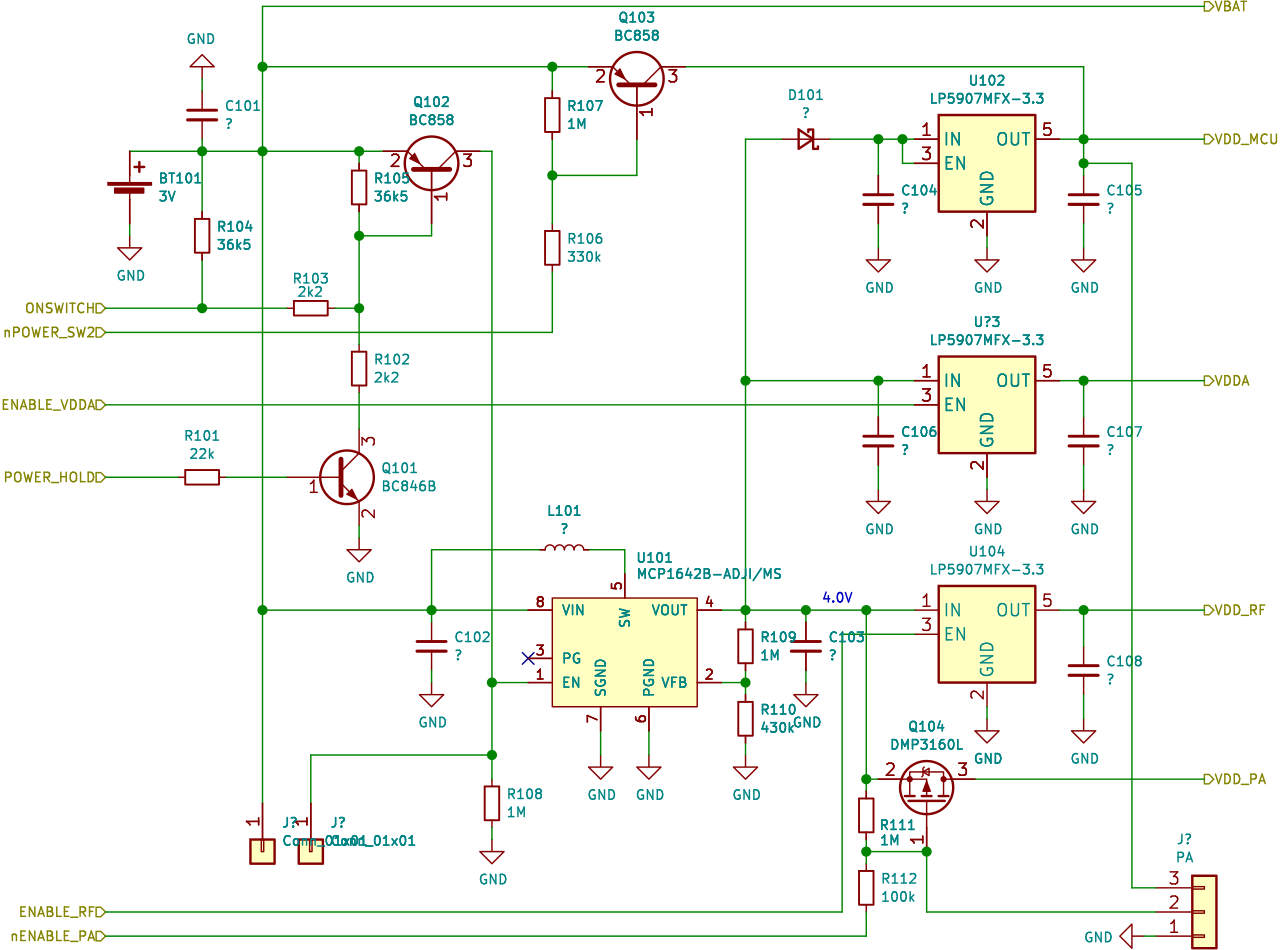 VBAT
Q103
BC858
GND
2
3
1
U102
LP5907MFX-3.3
C101
?
Q102
BC858
R107
1M
D101
?
1 IN OUT 5
VDD_MCU
3 EN
GND
2
2
3
1
BT101
3V
R105
36k5
C104
?
C105
?
R104
36k5
R106
330k
GND
GND
GND
GND
R103
2k2
ONSWITCH
nPOWER_SW2
U?3
LP5907MFX-3.3
R102
2k2
1 IN OUT 5
VDDA
ENABLE_VDDA
3 EN
GND
2
C106
?
C107
?
R101
22k
3
POWER_HOLD
1
Q101
BC846B
2
GND
GND
GND
GND
L101
?
U101
MCP1642B-ADJI/MS
U104
LP5907MFX-3.3
5
4.0V
8 VIN
SW
VOUT 4
1 IN OUT 5
VDD_RF
3 EN
GND
2
C102
?
3 PG
R109
1M
C103
?
C108
?
1 EN
SGND
PGND
VFB 2
7
6
GND
R110
430k
GND
Q104
DMP3160L
GND
GND
2
3
VDD_PA
GND
GND
GND
R108
1M
1
J?
Conn_01x01
1
J?
Conn_01x01
R111
1M
1
J?
PA
GND
R112
100k
3
2
1
ENABLE_RF
nENABLE_PA
GND